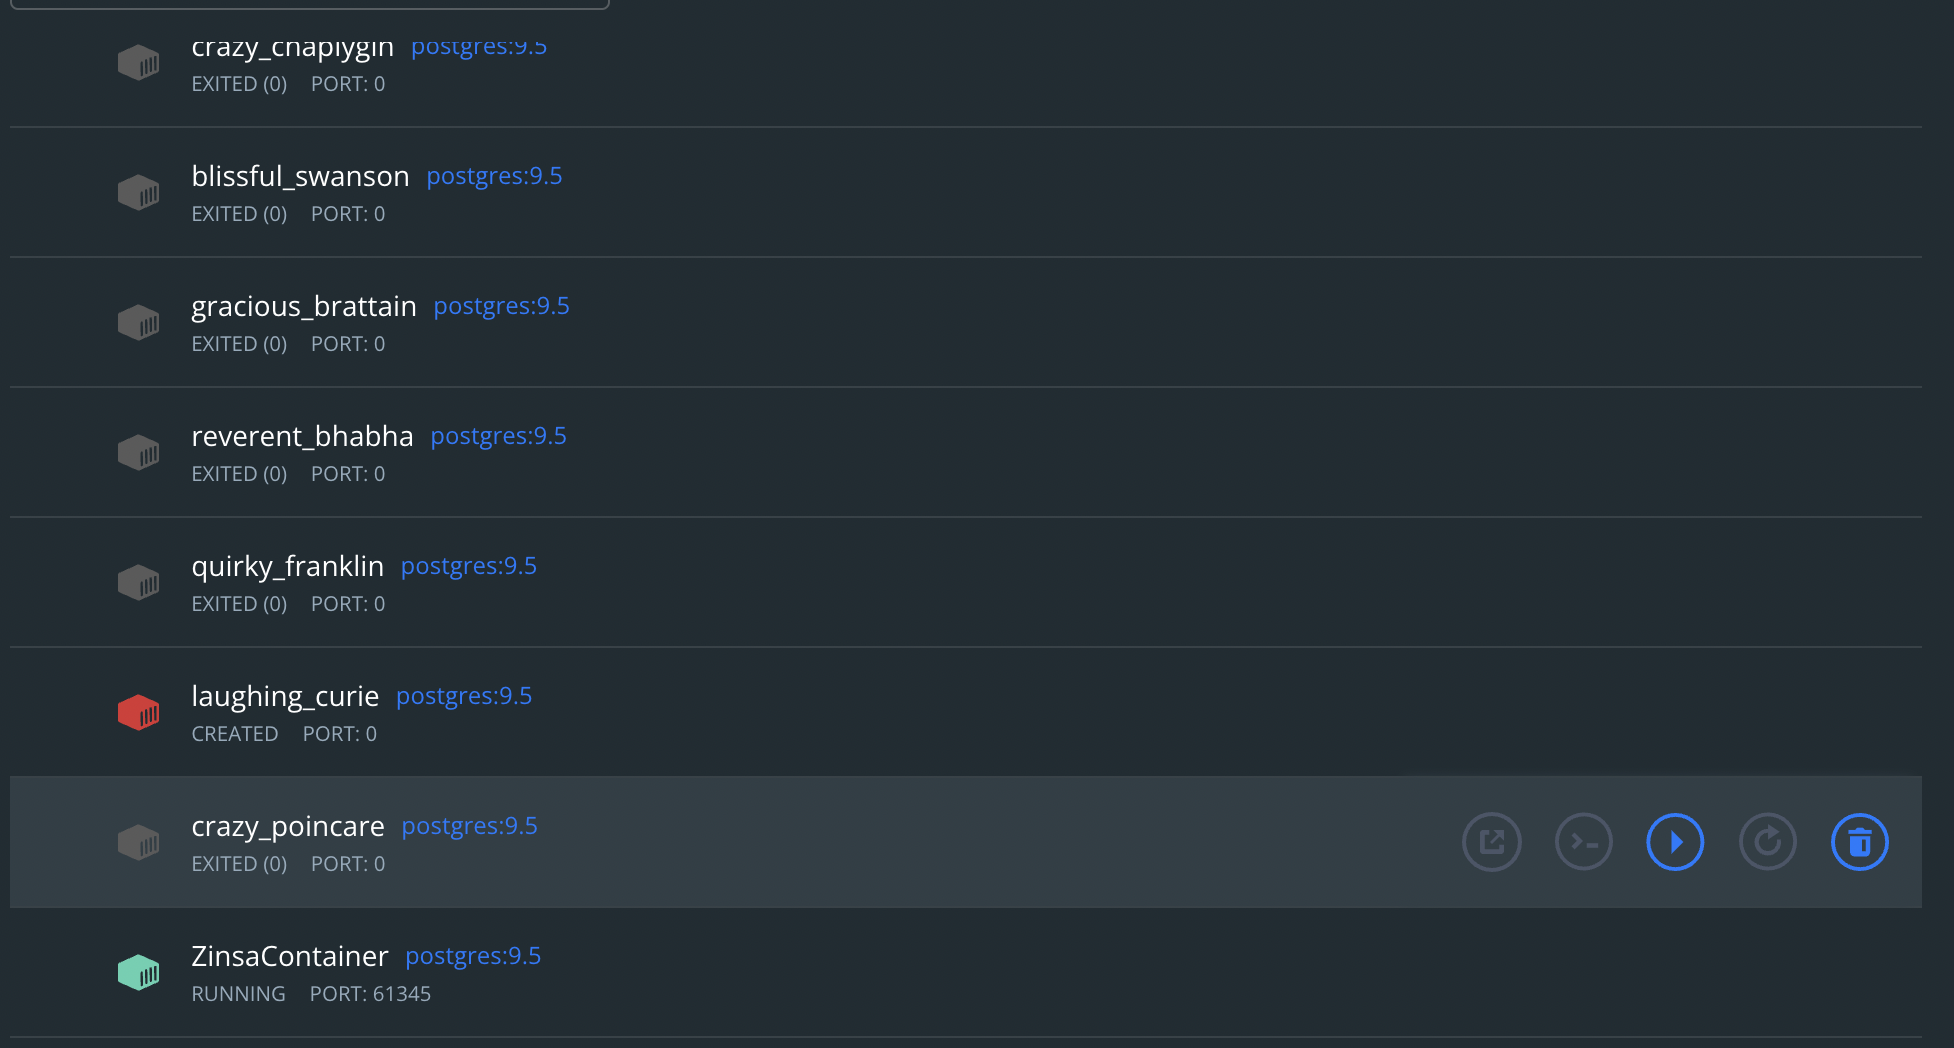 crazy_chaplygin postgres:9.5
EXITED (0) PORT: 0
blissful_swanson postgres:9.5
EXITED (0) PORT: 0
gracious_brattain postgres:9.5
EXITED (0) PORT: 0
reverent_bhabha postgres:9.5
EXITED (0) PORT: 0
quirky_franklin postgres:9.5
EXITED (0) PORT: 0
laughing_curie postgres:9.5
CREATED PORT: 0
crazy_poincare postgres:9.5
EXITED (0) PORT: 0
ZinsaContainer postgres:9.5
RUNNING PORT: 61345